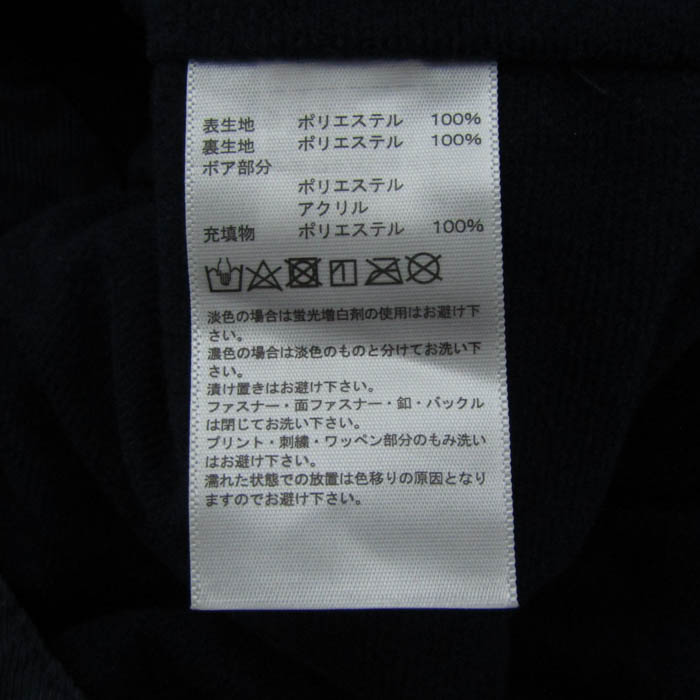 表生地 ポリエステル 100%
裏生地 ポリエステル 100%
ボア部分
ポリエステル
アクリル
充填物 ポリエステル 100%
淡色の場合は蛍光増白剤の使用はお避け下
さい。
濃色の場合は淡色のものと分けてお洗い下
さい。
漬け置きはお避け下さい。
ファスナー・面ファスナー・釦・バックル
は閉じてお洗い下さい。
プリント・刺繍・ワッペン部分のもみ洗い
はお避け下さい。
濡れた状態での放置は色移りの原因となり
ますのでお避け下さい。